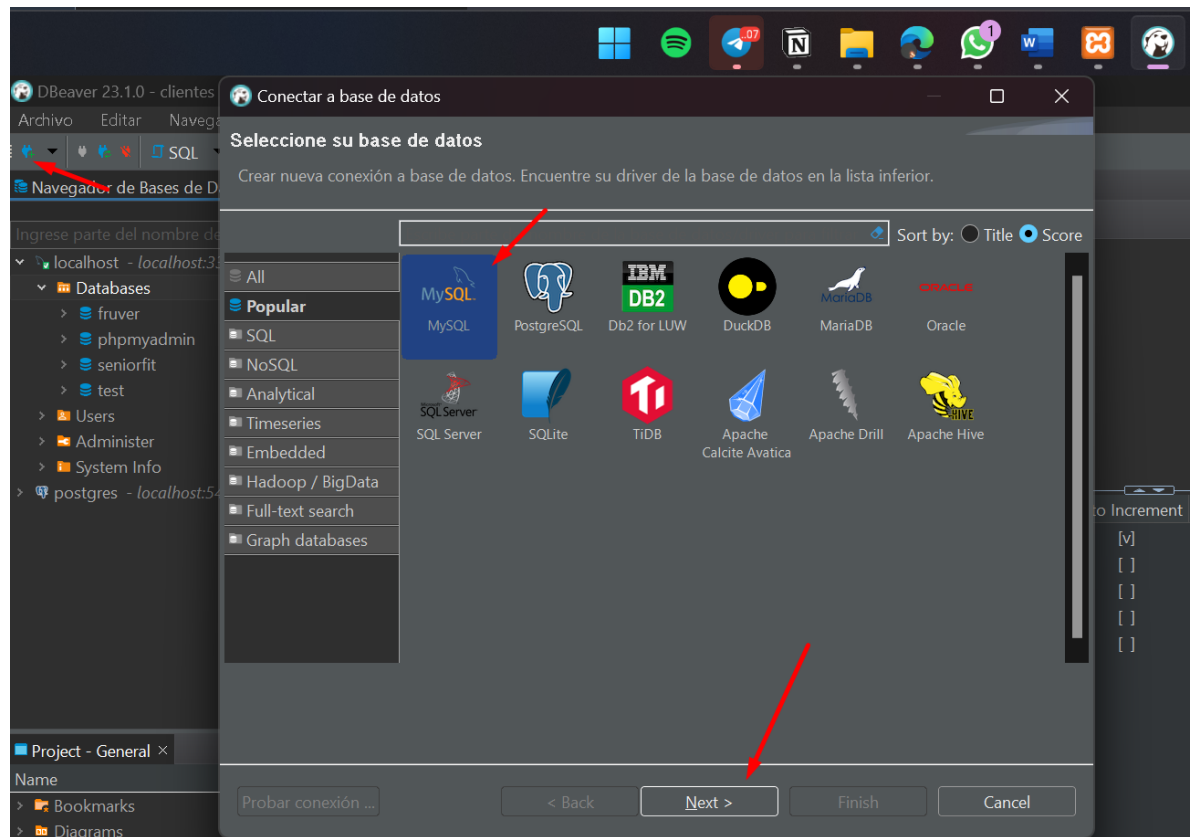 ..07
N
1
W
DBeaver 23.1.0 - clientes
Archivo Editar Navega
SQL
Navegador de Bases de D
Ingrese parte del nombre de
localhost - localhost:33
Databases
fruver
phpmyadmin
seniorfit
test
Users
Administer
System Info
postgres - localhost:54
Project - General ×
Name
Bookmarks
Diagrams
Conectar a base de datos
Seleccione su base de datos
Crear nueva conexión a base de datos. Encuentre su driver de la base de datos en la lista inferior.
Sort by: Title Score
All
Popular
SQL
NoSQL
Analytical
Timeseries
Embedded
Hadoop / BigData
Full-text search
Graph databases
MySQL.
IBM
DB2
MariaDB
ORACLE
MySQL PostgreSQL Db2 for LUW DuckDB MariaDB Oracle
SQL Server
HIVE
SQL Server SQLite TiDB Apache Calcite Avatica Apache Drill Apache Hive
Probar conexión ... < Back Next > Finish Cancel
to Increment
[v]
[ ]
[ ]
[ ]
[ ]